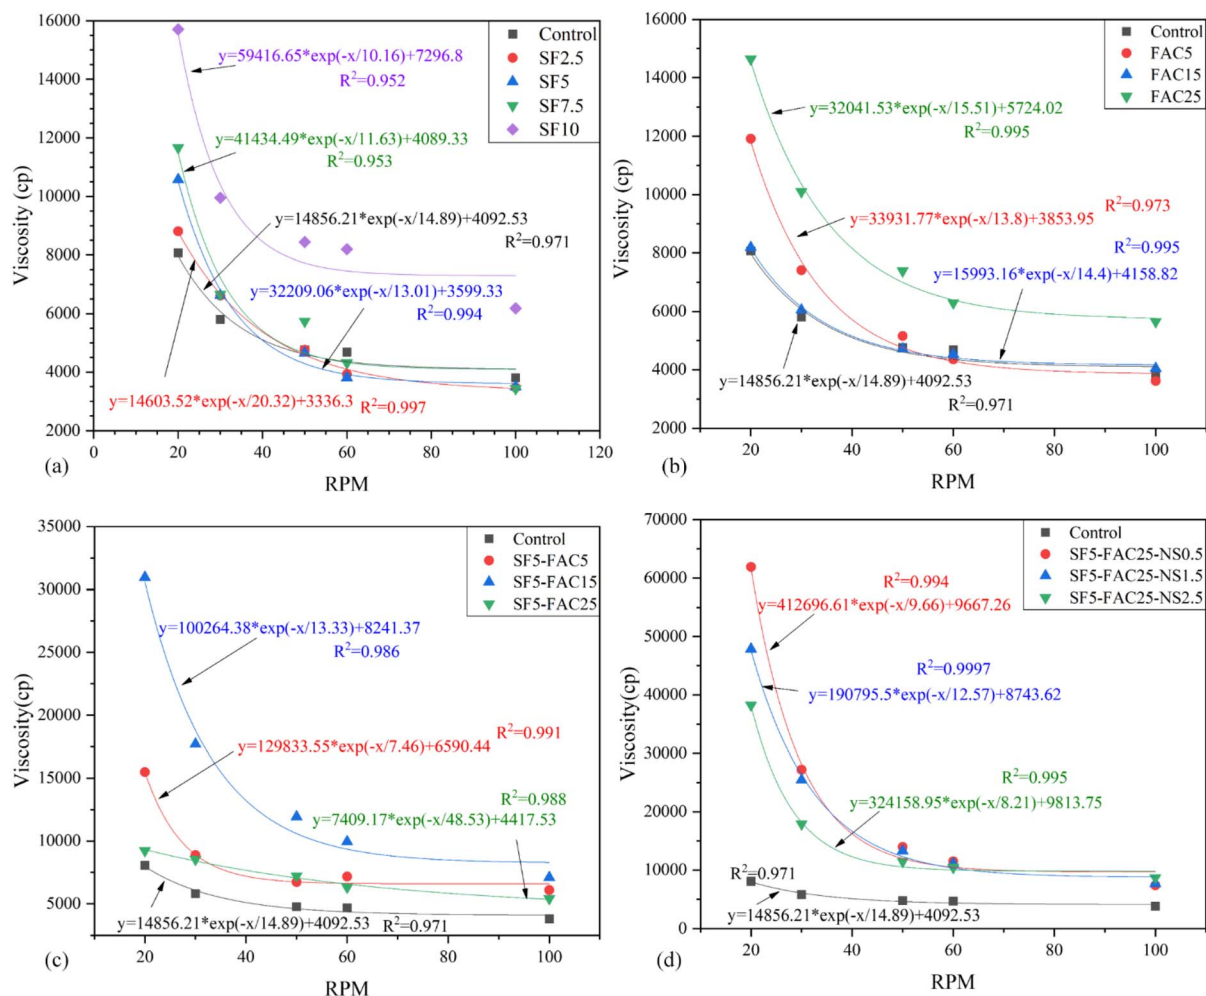 16000
14000
12000
10000
8000
6000
4000
2000
Viscosity (cp)
Control
SF2.5
SF5
SF7.5
SF10
y=59416.65*exp(-x/10.16)+7296.8
R²=0.952
y=41434.49*exp(-x/11.63)+4089.33
R²=0.953
y=14856.21*exp(-x/14.89)+4092.53
R²=0.971
y=32209.06*exp(-x/13.01)+3599.33
R²=0.994
y=14603.52*exp(-x/20.32)+3336.3
R²=0.997
0 20 40 60 80 100 120
(a)
RPM
16000
14000
12000
10000
8000
6000
4000
2000
Viscosity (cp)
Control
FAC5
FAC15
FAC25
y=32041.53*exp(-x/15.51)+5724.02
R²=0.995
R²=0.973
y=33931.77*exp(-x/13.8)+3853.95
R²=0.995
y=15993.16*exp(-x/14.4)+4158.82
y=14856.21*exp(-x/14.89)+4092.53
R²=0.971
20 40 60 80 100
(b)
RPM
35000
30000
25000
20000
15000
10000
5000
Viscosity(cp)
Control
SF5-FAC5
SF5-FAC15
SF5-FAC25
y=100264.38*exp(-x/13.33)+8241.37
R²=0.986
R²=0.991
y=129833.55*exp(-x/7.46)+6590.44
R²=0.988
y=7409.17*exp(-x/48.53)+4417.53
y=14856.21*exp(-x/14.89)+4092.53
R²=0.971
20 40 60 80 100
(c)
RPM
70000
60000
50000
40000
30000
20000
10000
0
Viscosity(cp)
Control
SF5-FAC25-NS0.5
SF5-FAC25-NS1.5
SF5-FAC25-NS2.5
R²=0.994
y=412696.61*exp(-x/9.66)+9667.26
R²=0.9997
y=190795.5*exp(-x/12.57)+8743.62
R²=0.995
y=324158.95*exp(-x/8.21)+9813.75
R²=0.971
y=14856.21*exp(-x/14.89)+4092.53
20 40 60 80 100
(d)
RPM